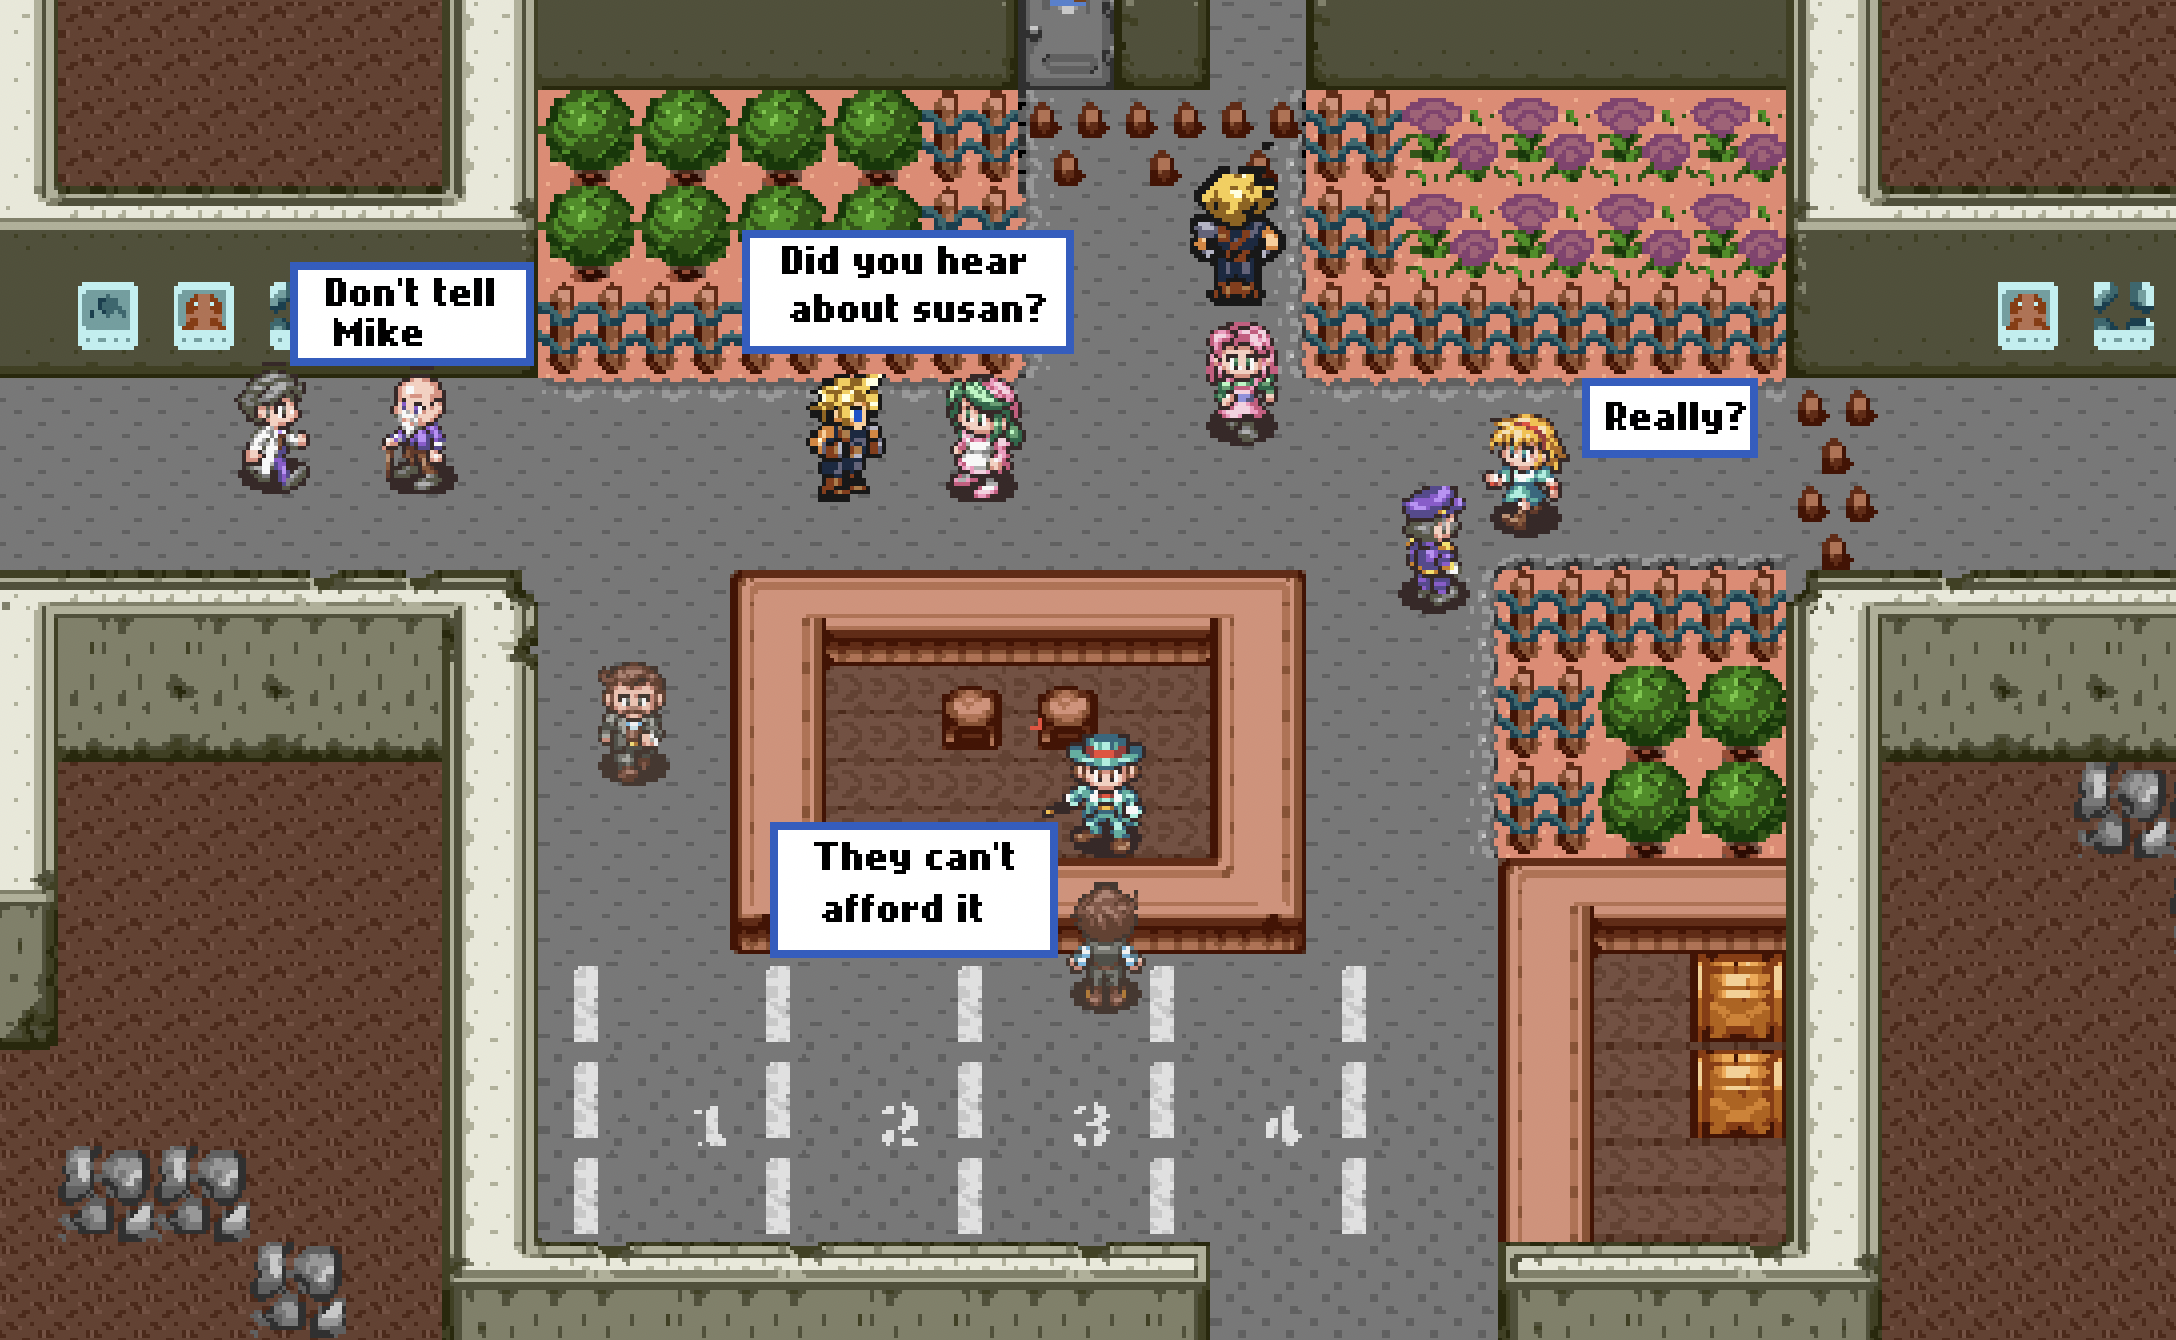 Did you hear
about susan?
Don't tell
Mike
Really?
They can't
afford it
1 2 3 4